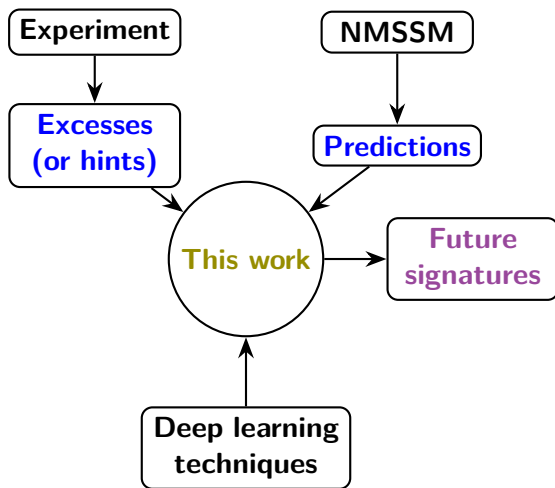 Experiment
NMSSM
Excesses
(or hints)
Predictions
This work
Future
signatures
Deep learning
techniques